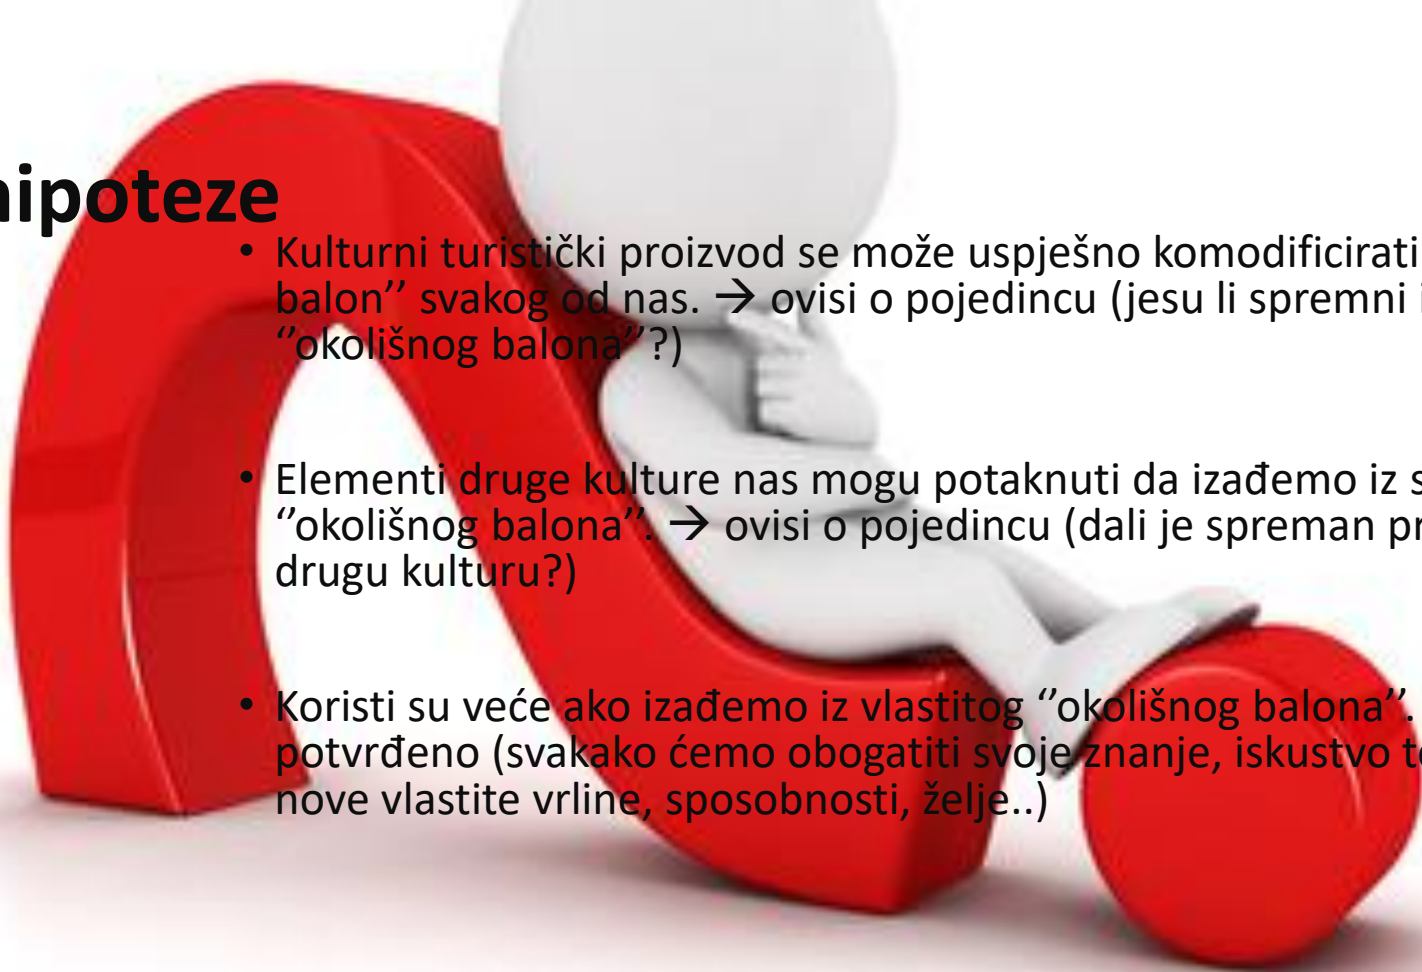 hipoteze
• Kulturni turistički proizvod se može uspješno komodificirati
balon’’ svakog od nas. → ovisi o pojedincu (jesu li spremni
‘’okolišnog balona’’?)
• Elementi druge kulture nas mogu potaknuti da izađemo iz
‘’okolišnog balona’’. → ovisi o pojedincu (dali je spreman
drugu kulturu?)
• Koristi su veće ako izađemo iz vlastitog ‘’okolišnog balona’’.
potvrđeno (svakako ćemo obogatiti svoje znanje, iskustvo
nove vlastite vrline, sposobnosti, želje..)